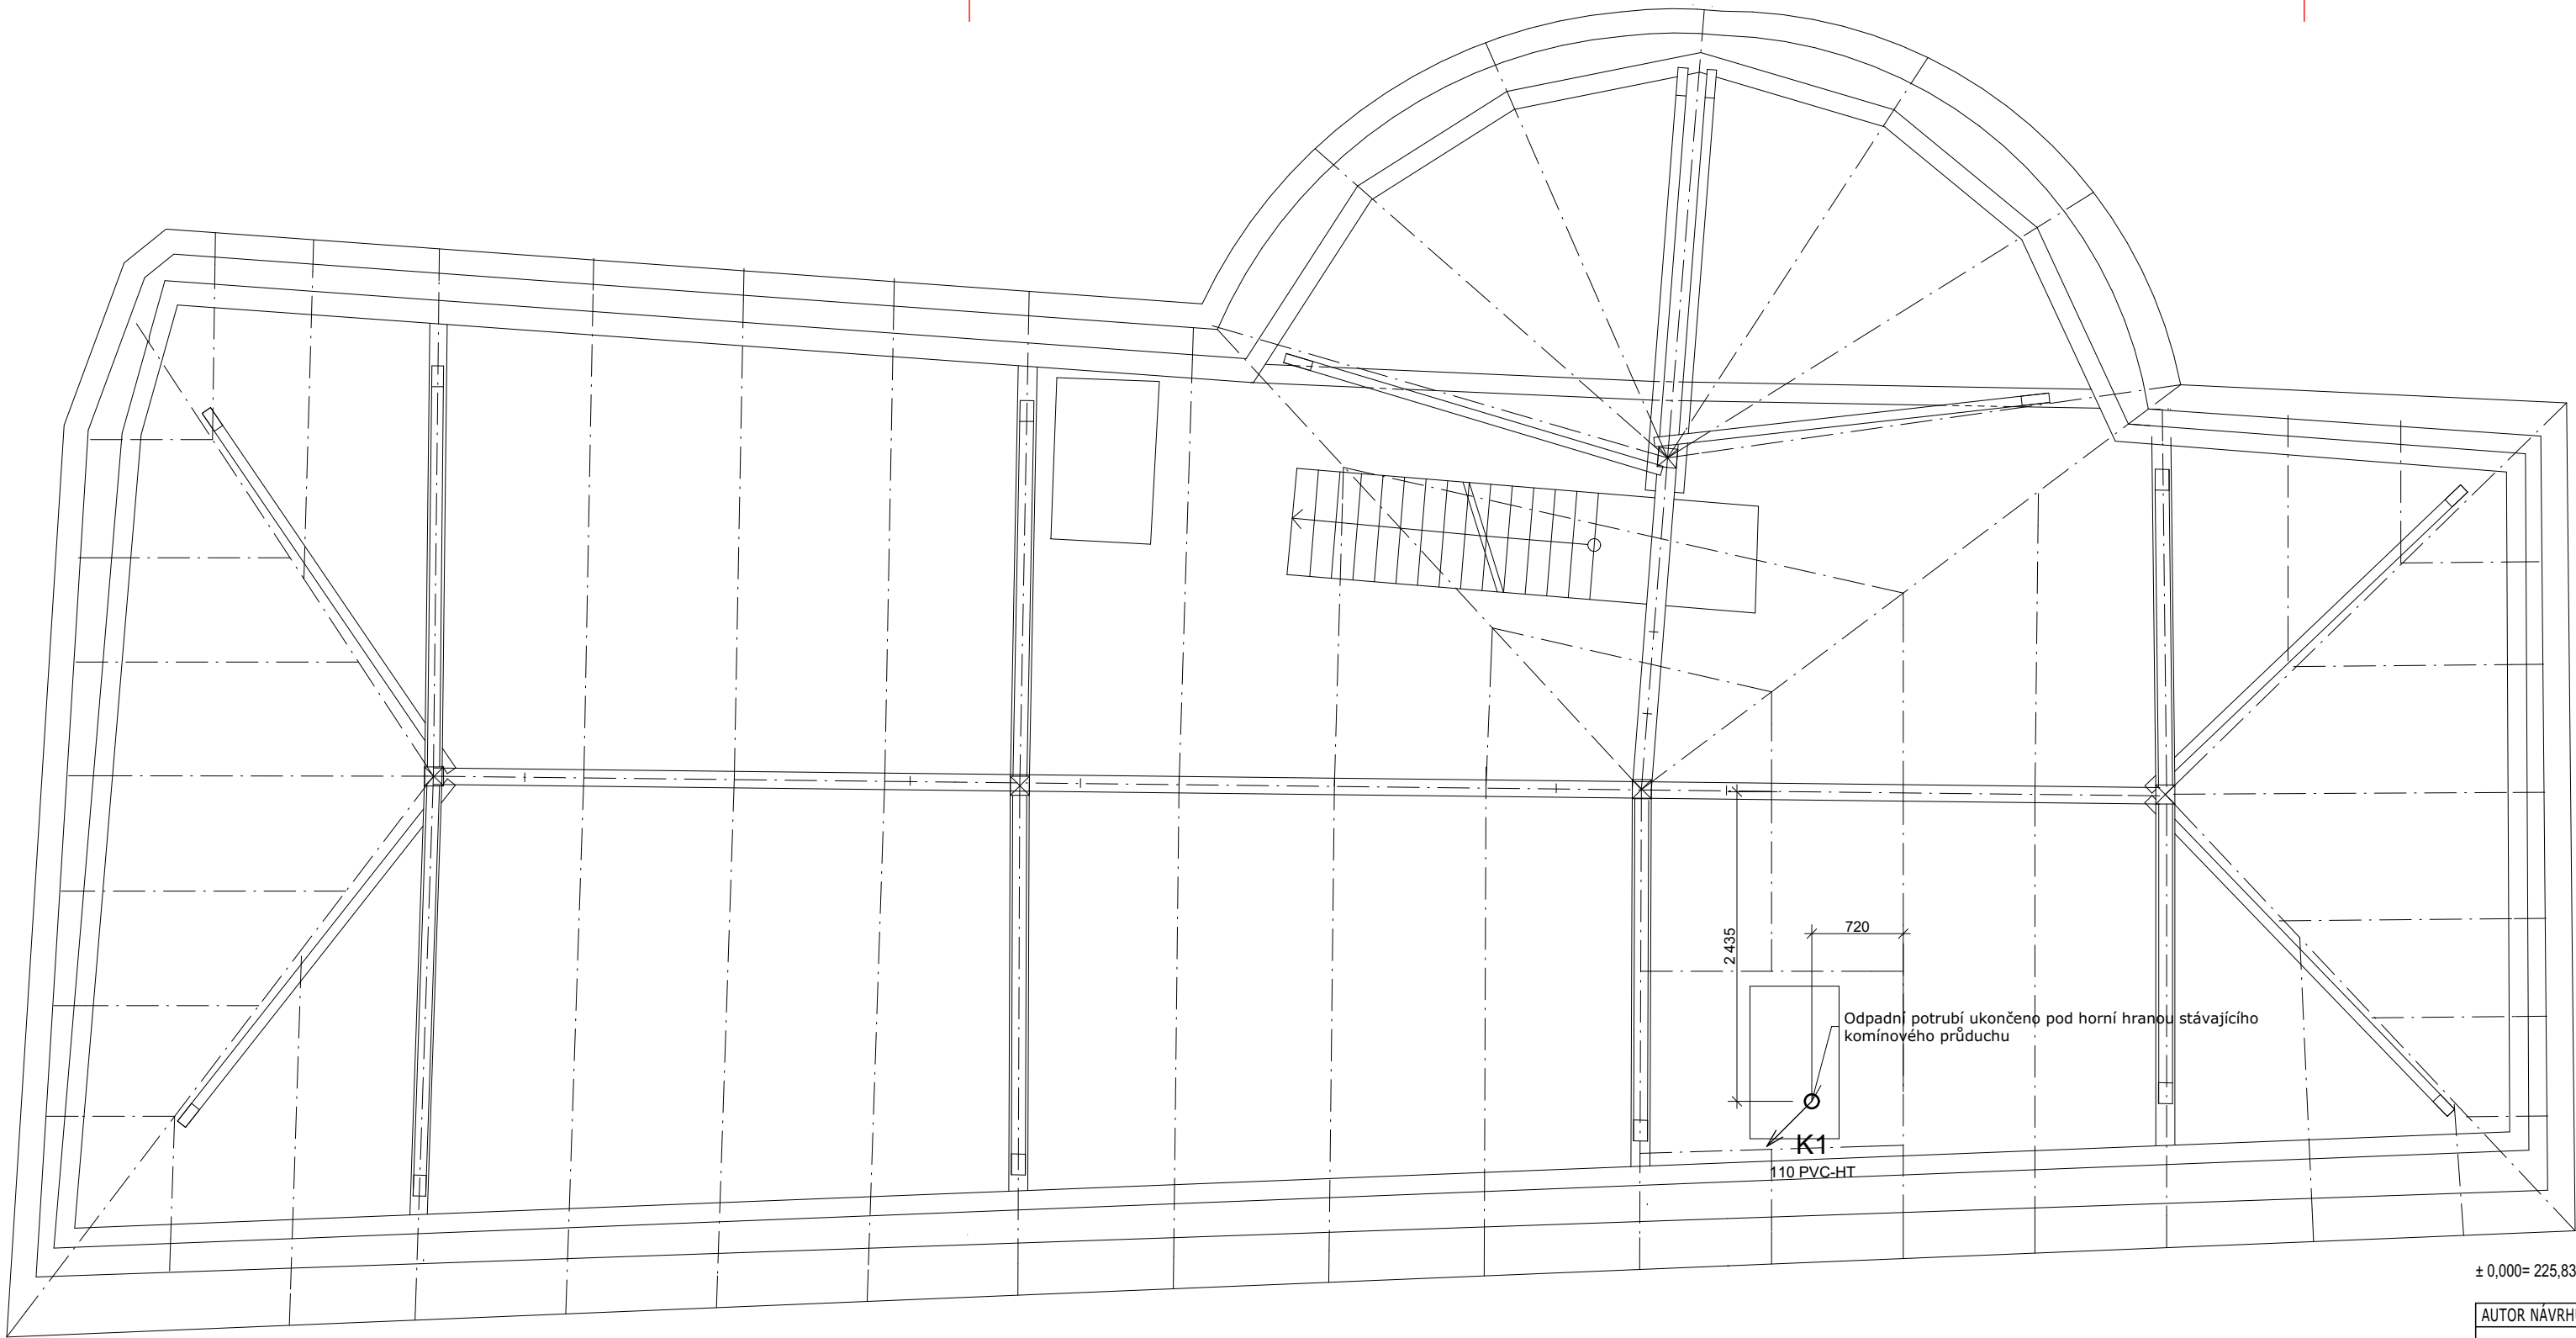 720
2 435
Odpadní potrubí ukončeno pod horní hranou stávajícího
komínového průduchu
K1
110 PVC-HT
± 0,000= 225,83
AUTOR NÁVRH